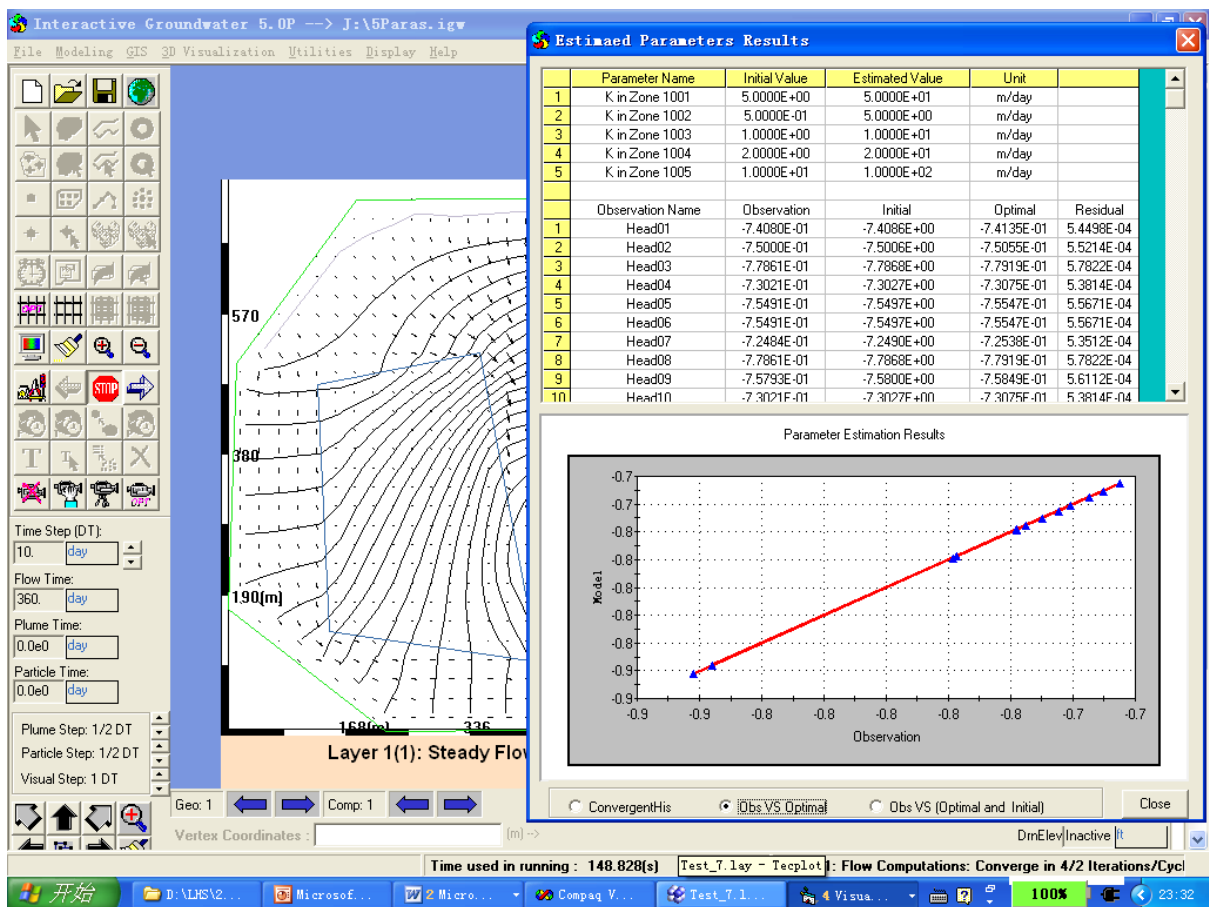 Interactive Groundwater 5.0P --> J:\5Paras.igw
File Modeling GIS 3D Visualization Utilities Display Help
Estimaed Parameters Results
Parameter Name Initial Value Estimated Value Unit
1 K in Zone 1001 5.0000E+00 5.0000E+01 m/day
2 K in Zone 1002 5.0000E-01 5.0000E+00 m/day
3 K in Zone 1003 1.0000E+00 1.0000E+01 m/day
4 K in Zone 1004 2.0000E+00 2.0000E+01 m/day
5 K in Zone 1005 1.0000E+01 1.0000E+02 m/day
Observation Name Observation Initial Optimal Residual
1 Head01 -7.4080E-01 -7.4086E+00 -7.4135E-01 5.4498E-04
2 Head02 -7.5000E-01 -7.5006E+00 -7.5055E-01 5.5214E-04
3 Head03 -7.7861E-01 -7.7868E+00 -7.7919E-01 5.7822E-04
4 Head04 -7.3021E-01 -7.3027E+00 -7.3075E-01 5.3814E-04
5 Head05 -7.5491E-01 -7.5497E+00 -7.5547E-01 5.5671E-04
6 Head06 -7.5491E-01 -7.5497E+00 -7.5547E-01 5.5671E-04
7 Head07 -7.2484E-01 -7.2490E+00 -7.2538E-01 5.3512E-04
8 Head08 -7.7861E-01 -7.7868E+00 -7.7919E-01 5.7822E-04
9 Head09 -7.5793E-01 -7.5800E+00 -7.5849E-01 5.6112E-04
10 Head10 -7.3021E-01 -7.3027E+00 -7.3075E-01 5.3814E-04
Parameter Estimation Results
-0.7
-0.7
-0.8
-0.8
-0.8
-0.8
-0.8
-0.9
-0.9
Model
-0.9 -0.9 -0.8 -0.8 -0.8 -0.8 -0.8 -0.7 -0.7
Observation
ConvergentHis Obs VS Optimal Obs VS (Optimal and Initial) Close
OPT
STOP
T T
OPT
570
380
190(m)
168(m) 336
Layer 1(1): Steady Flo
Time Step (DT):
10. day
Flow Time:
360. day
Plume Time:
0.0e0 day
Particle Time:
0.0e0 day
Plume Step: 1/2 DT
Particle Step: 1/2 DT
Visual Step: 1 DT
Geo: 1 Comp: 1
Vertex Coordinates : (m) -->
DrnElev Inactive ft
Time used in running : 148.828(s) Test_7.lay - Tecplot 1: Flow Computations: Converge in 4/2 Iterations/Cycl
开始 D:\LHS\2... Microsof... 2 Micro... Compaq V... Test_7.l... 4 Visua... 100% 23:32